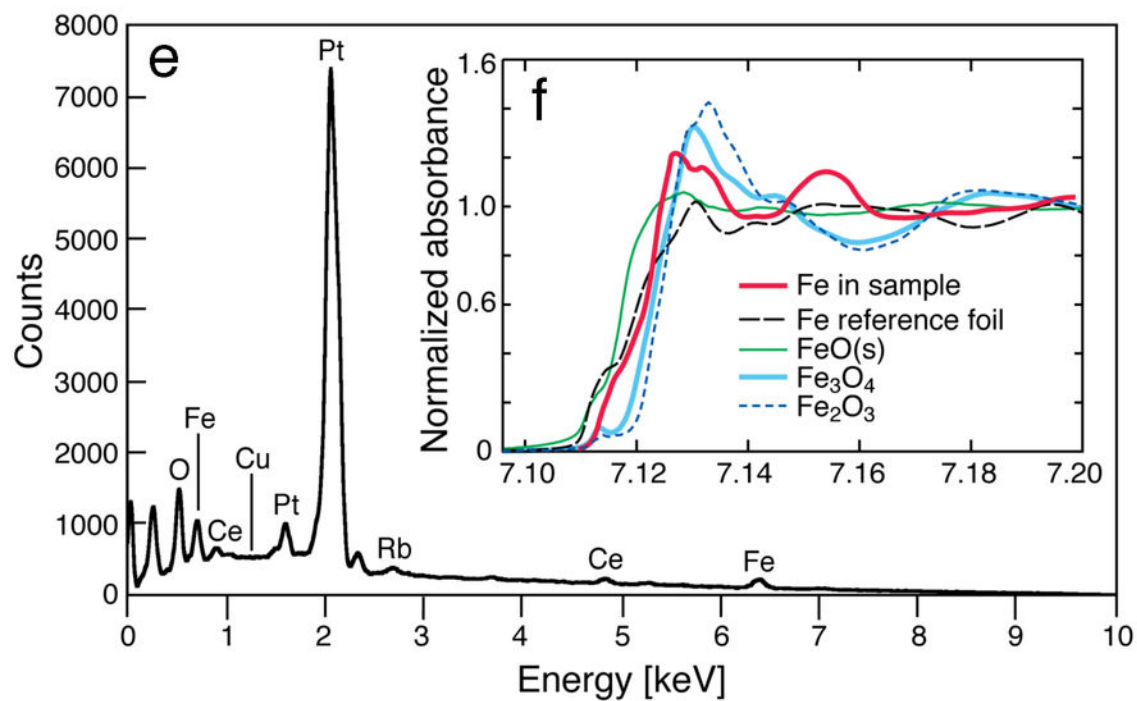 e
8000
7000
6000
5000
4000
3000
2000
1000
0
Counts
Pt
O
Fe
Ce
Cu
Pt
Rb
Ce
Fe
0 1 2 3 4 5 6 7 8 9 10
Energy [keV]
f
1.6
1.0
0.6
0
Normalized absorbance
Fe in sample
Fe reference foil
FeO(s)
Fe₃O₄
Fe₂O₃
7.10 7.12 7.14 7.16 7.18 7.20